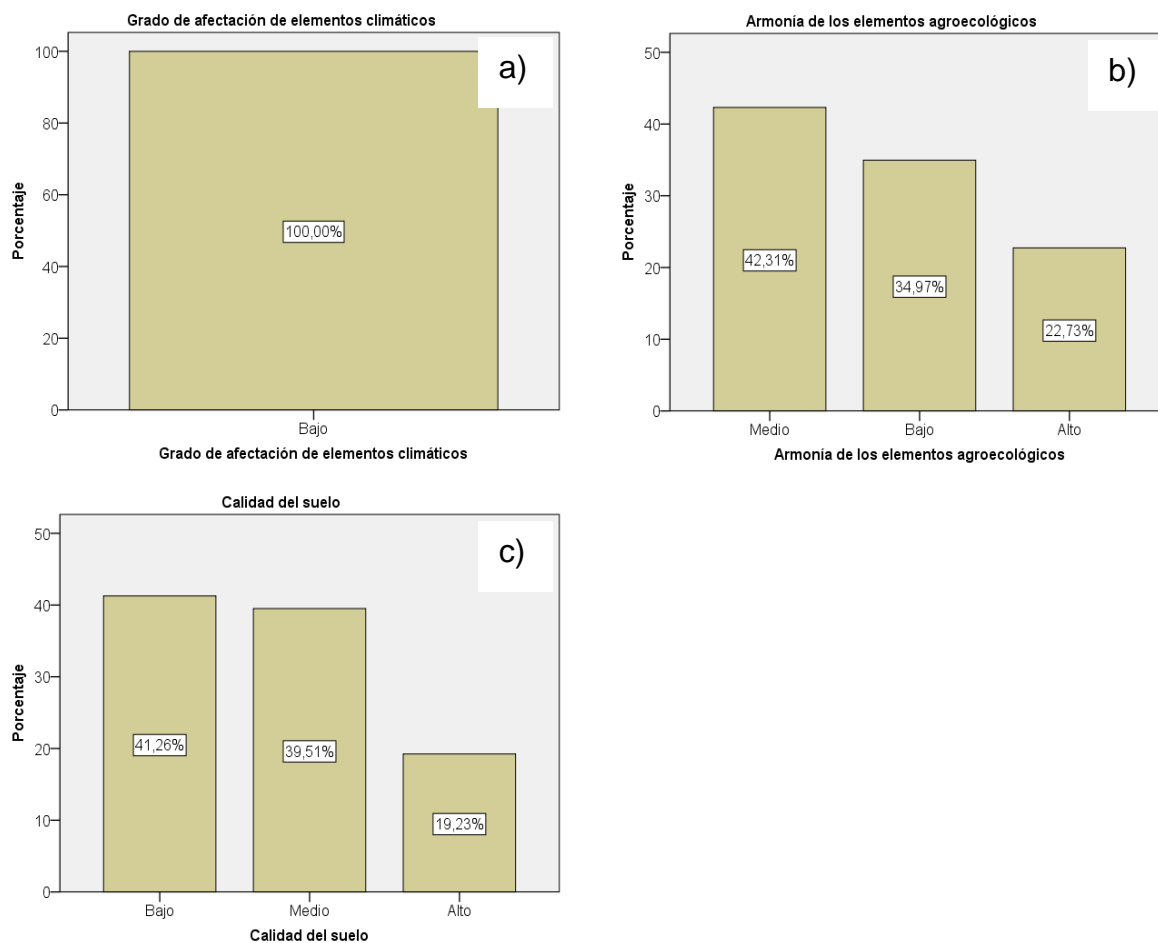 Grado de afectación de elementos climáticos
a)
Porcentaje
100
80
60
40
20
0
100,00%
Bajo
Grado de afectación de elementos climáticos
Armonía de los elementos agroecológicos
b)
Porcentaje
50
40
30
20
10
0
42,31%
34,97%
22,73%
Medio Bajo Alto
Armonía de los elementos agroecológicos
Calidad del suelo
c)
Porcentaje
50
40
30
20
10
0
41,26%
39,51%
19,23%
Bajo Medio Alto
Calidad del suelo